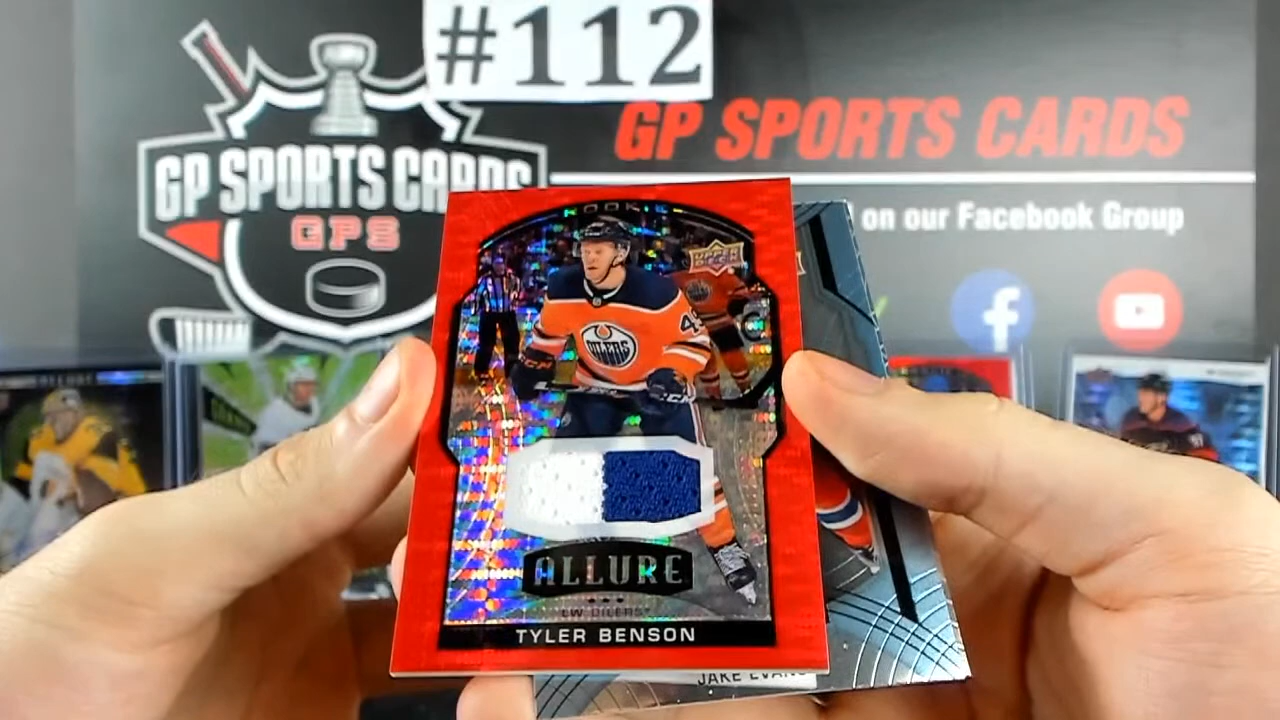 #112
GP SPORTS CARDS
GP SPORTS CARDS
GPS
on our Facebook Group
ROOKIE
UPPER DECK
OILERS
ALLURE
LW OILERS
TYLER BENSON
JAKE EVANS
ALLURE